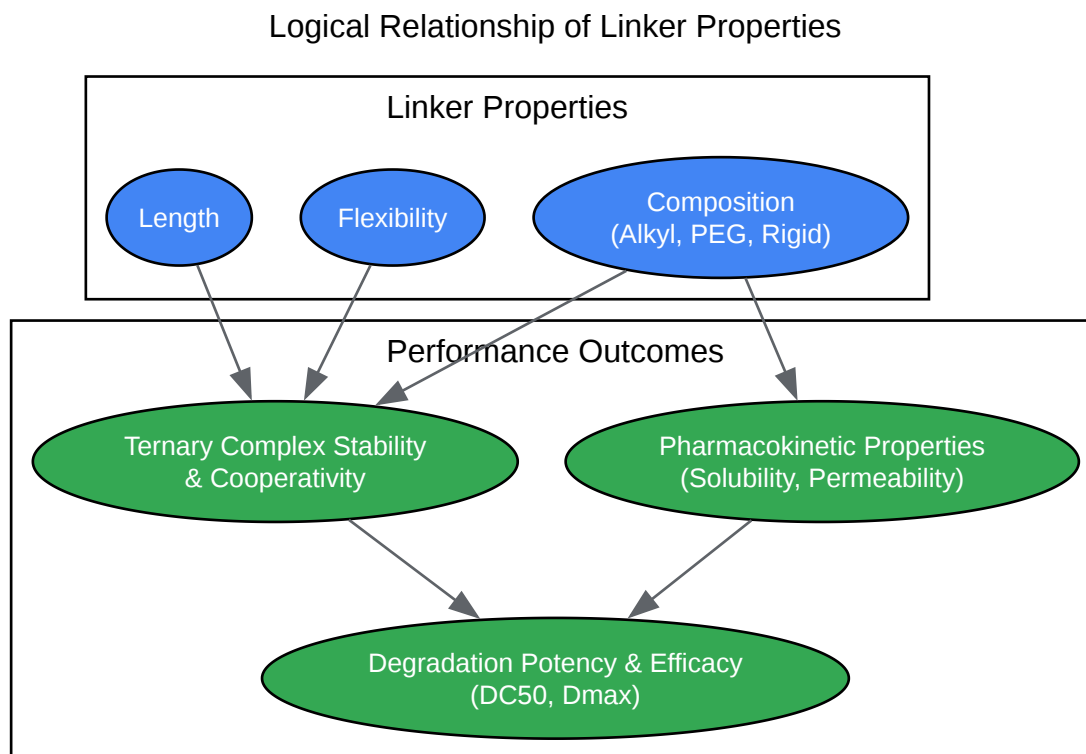 Logical Relationship of Linker Properties
Linker Properties
Length
Flexibility
Composition
(Alkyl, PEG, Rigid)
Performance Outcomes
Ternary Complex Stability
& Cooperativity
Pharmacokinetic Properties
(Solubility, Permeability)
Degradation Potency & Efficacy
(DC50, Dmax)